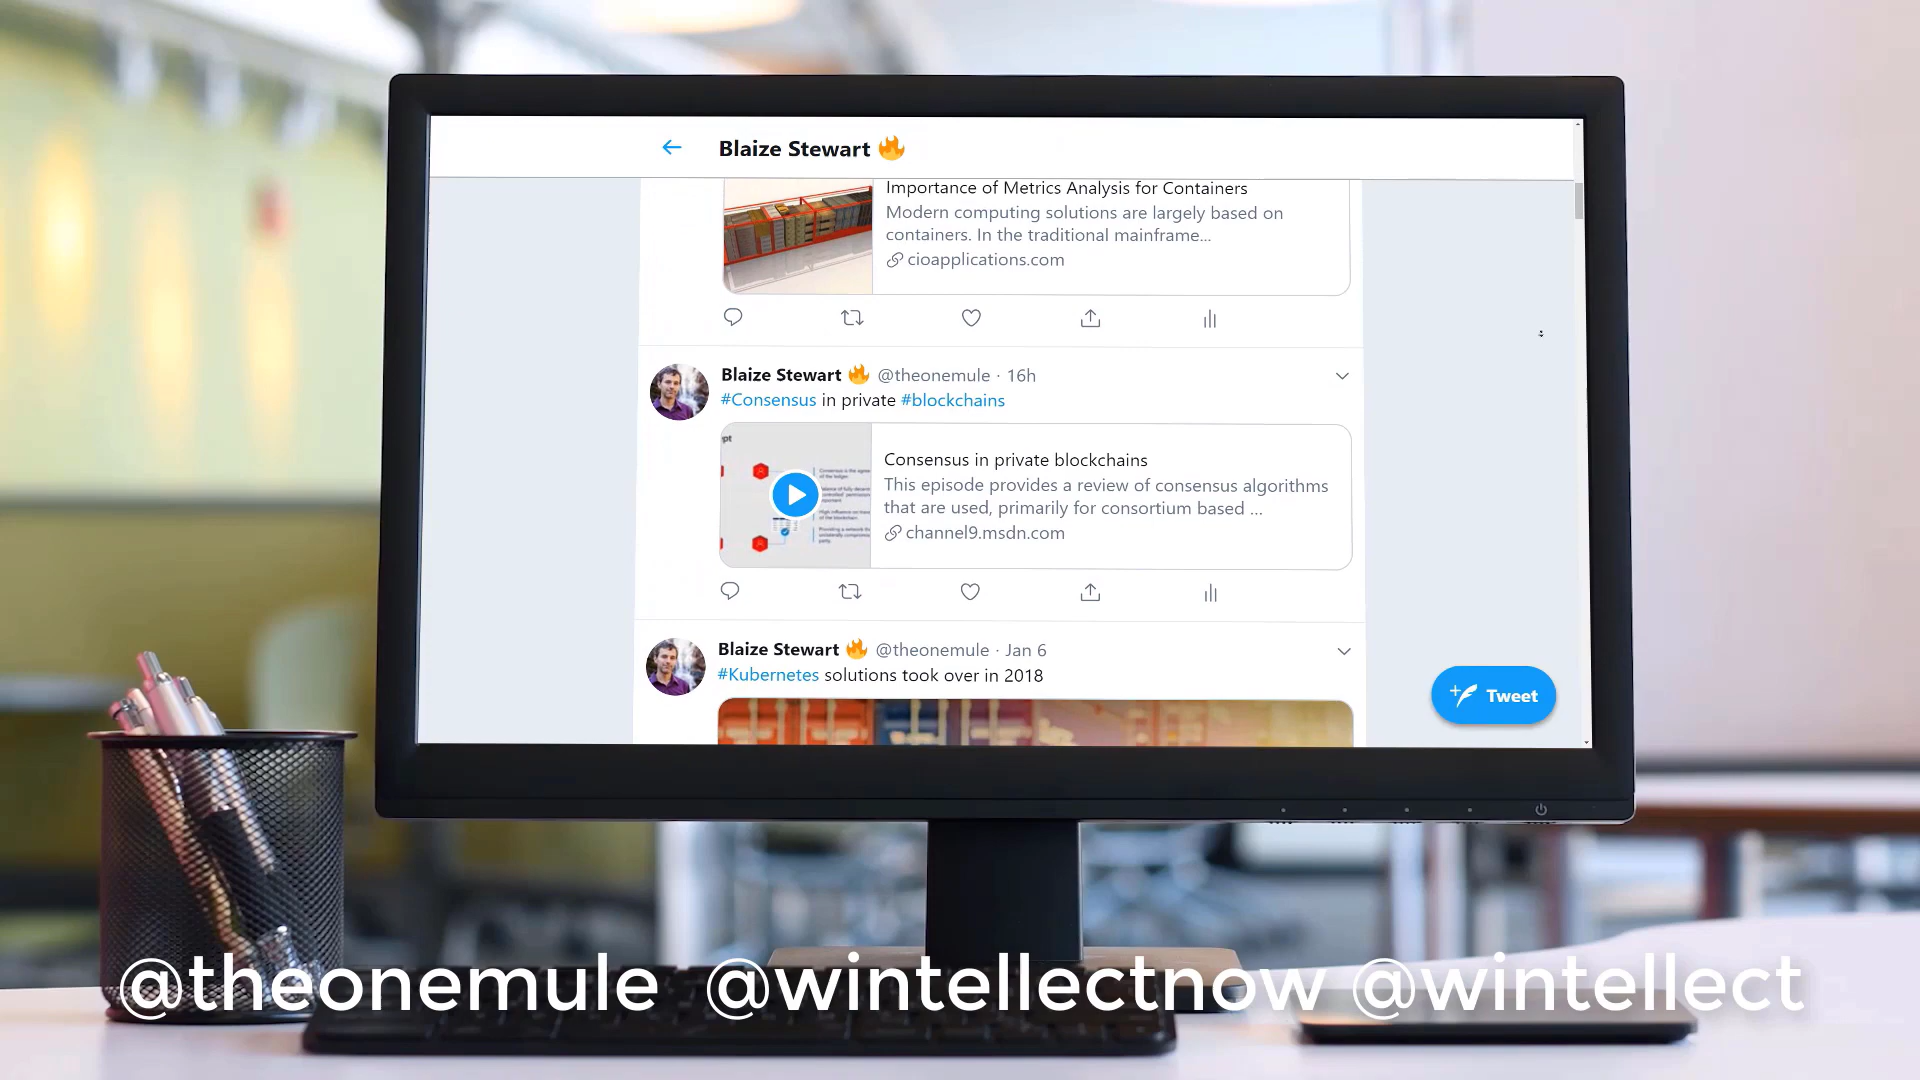 Blaize Stewart 🔥
Importance of Metrics Analysis for Containers
Modern computing solutions are largely based on
containers. In the traditional mainframe...
cioapplications.com
Blaize Stewart 🔥 @theonemule · 16h
#Consensus in private #blockchains
Consensus in private blockchains
This episode provides a review of consensus algorithms
that are used, primarily for consortium based ...
channel9.msdn.com
Blaize Stewart 🔥 @theonemule · Jan 6
#Kubernetes solutions took over in 2018
Tweet
@theonemule @wintellectnow @wintellect